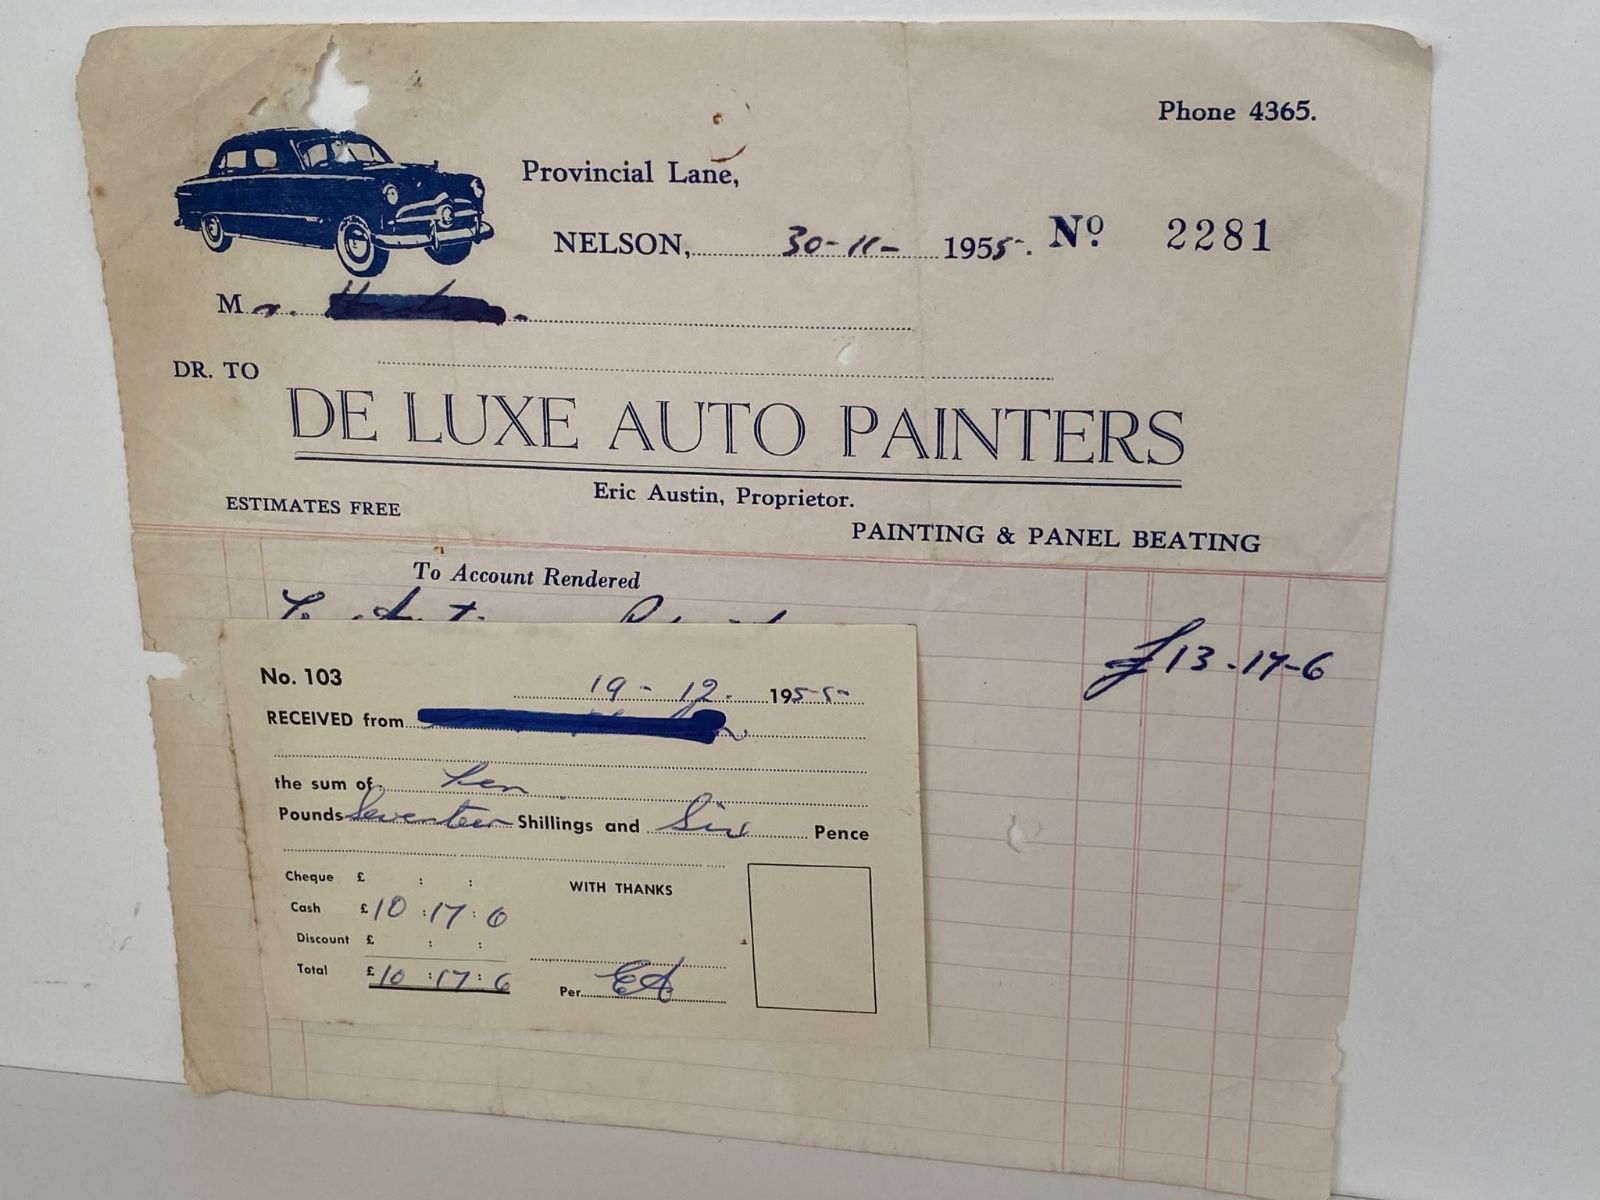 Phone 4365.
Provincial Lane,
NELSON, 30-11- 1955. Nº 2281
Mr.
DR. TO
DE LUXE AUTO PAINTERS
Eric Austin, Proprietor.
ESTIMATES FREE
PAINTING & PANEL BEATING
To Account Rendered
£13-17-6
No. 103
19-12-1955
RECEIVED from
the sum of Ten
Pounds Seventeen Shillings and Six Pence
Cheque £ : :
WITH THANKS
Cash £10:17:6
Discount £ : :
Total £10:17:6
Per EA